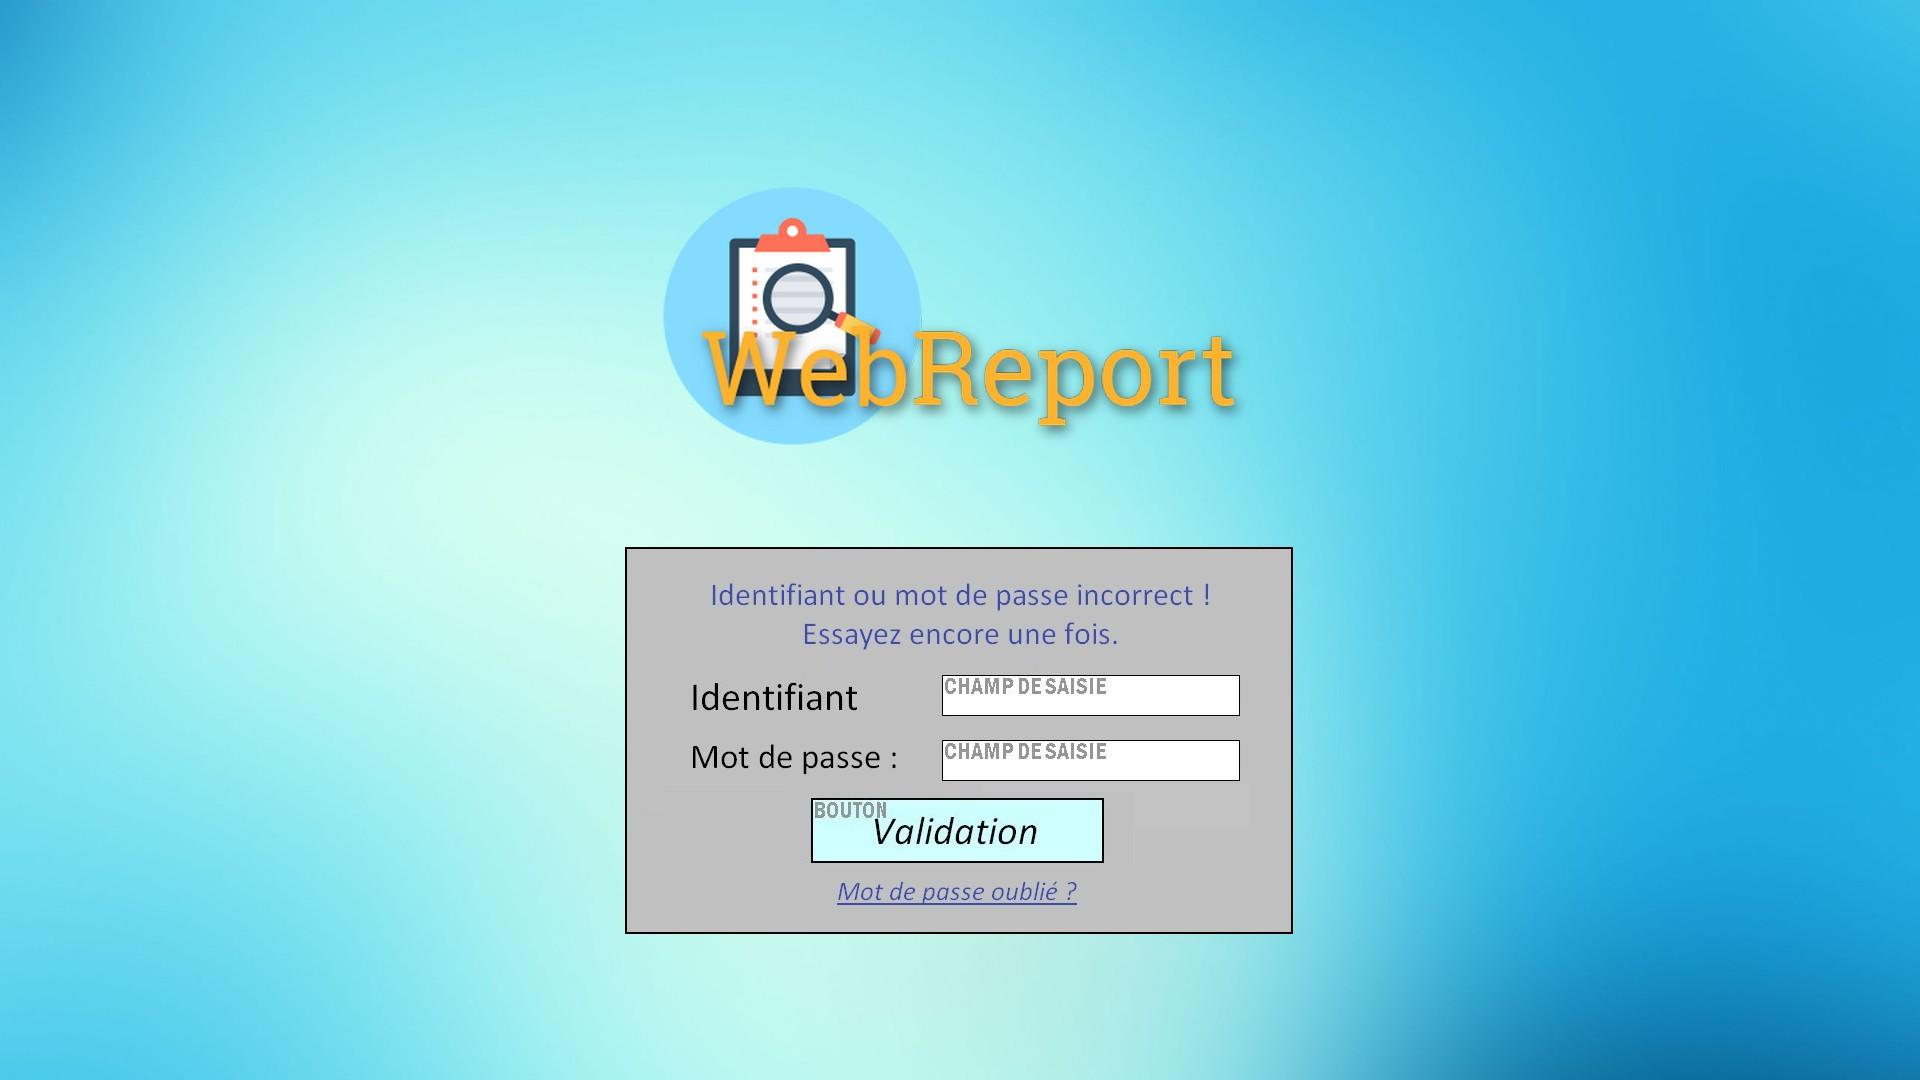 WebReport
Identifiant ou mot de passe incorrect !
Essayez encore une fois.
Identifiant
CHAMP DE SAISIE
Mot de passe :
CHAMP DE SAISIE
BOUTON
Validation
Mot de passe oublié ?